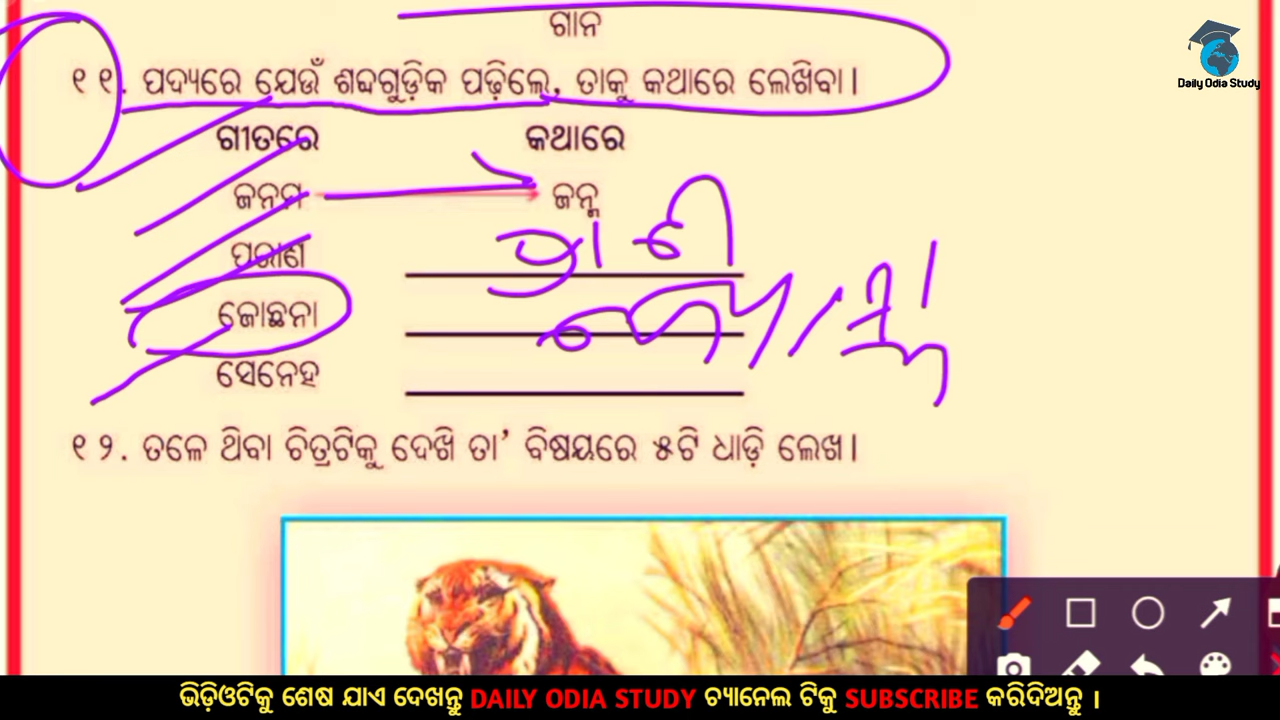 ଗାନ
Daily Odia Study
୧୧. ପଦ୍ୟରେ ଯେଉଁ ଶବ୍ଦଗୁଡ଼ିକ ପଢ଼ିଲେ, ତାକୁ କଥାରେ ଲେଖିବା।
ଗୀତରେ କଥାରେ
ଜନମ ଜନ୍ମ
ପରାଣ ପ୍ରାଣ
ଜୋଛନା
ସେନେହ
୧୨. ତଳେ ଥିବା ଚିତ୍ରଟିକୁ ଦେଖି ତା' ବିଷୟରେ ୫ଟି ଧାଡ଼ି ଲେଖ।
ଭିଡ଼ିଓଟିକୁ ଶେଷ ଯାଏ ଦେଖନ୍ତୁ DAILY ODIA STUDY ଚ୍ୟାନେଲ ଟିକୁ SUBSCRIBE କରିଦିଅନ୍ତୁ ।